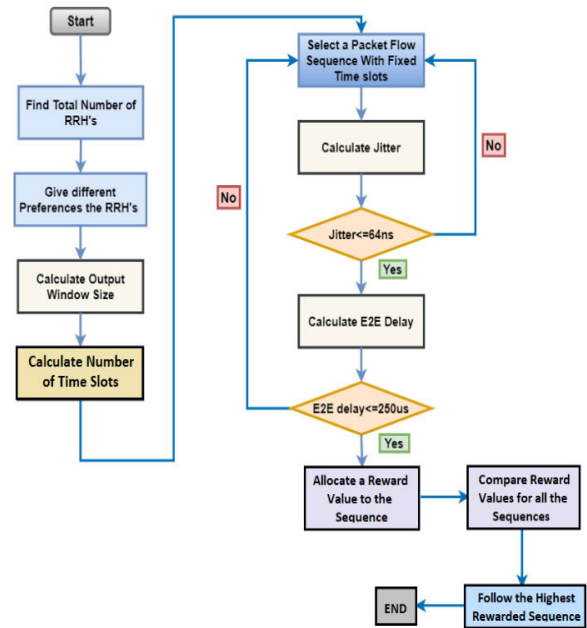 Start
Find Total Number of
RRH's
Give different
Preferences the RRH's
Calculate Output
Window Size
Calculate Number
of Time Slots
Select a Packet Flow
Sequence With Fixed
Time slots
Calculate Jitter
No
No
Jitter<=64ns
Yes
Calculate E2E Delay
E2E delay<=250us
Yes
Allocate a Reward
Value to the
Sequence
Compare Reward
Values for all the
Sequences
Follow the Highest
Rewarded Sequence
END